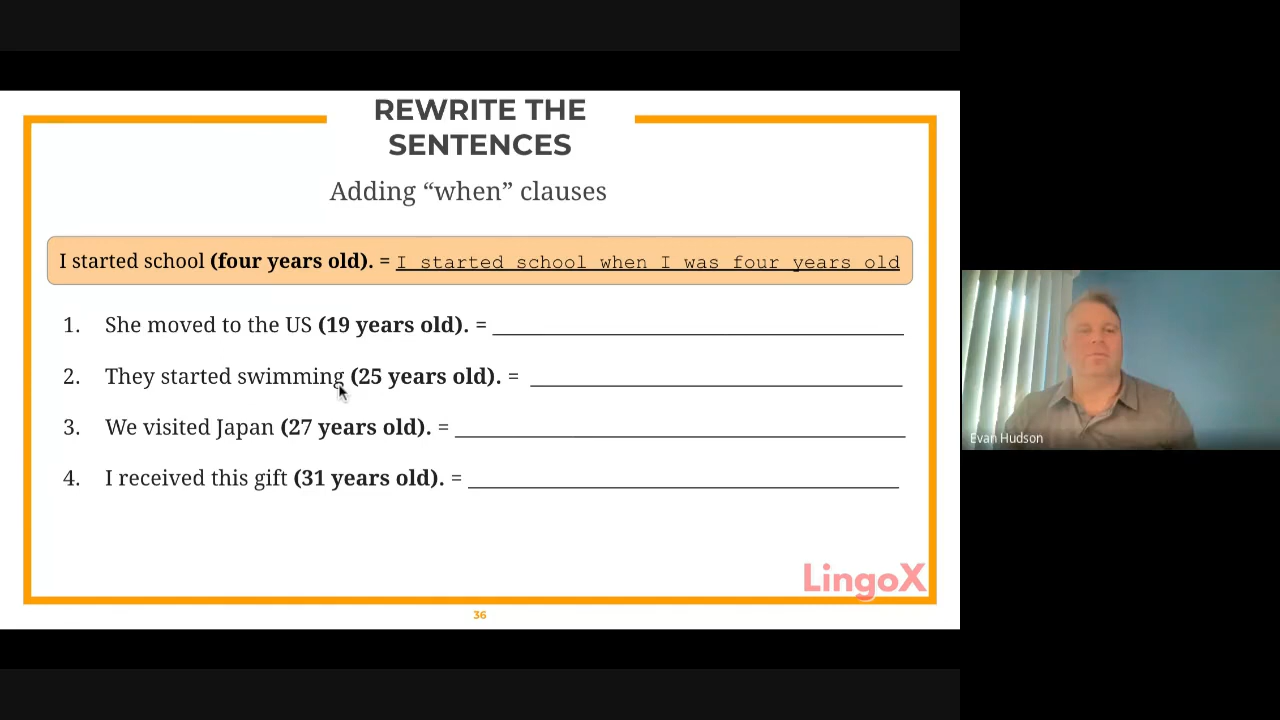 REWRITE THE
SENTENCES
Adding “when” clauses
I started school (four years old). = I started school when I was four years old
1. She moved to the US (19 years old). =
2. They started swimming (25 years old). =
3. We visited Japan (27 years old). =
4. I received this gift (31 years old). =
Evan Hudson
LingoX
36